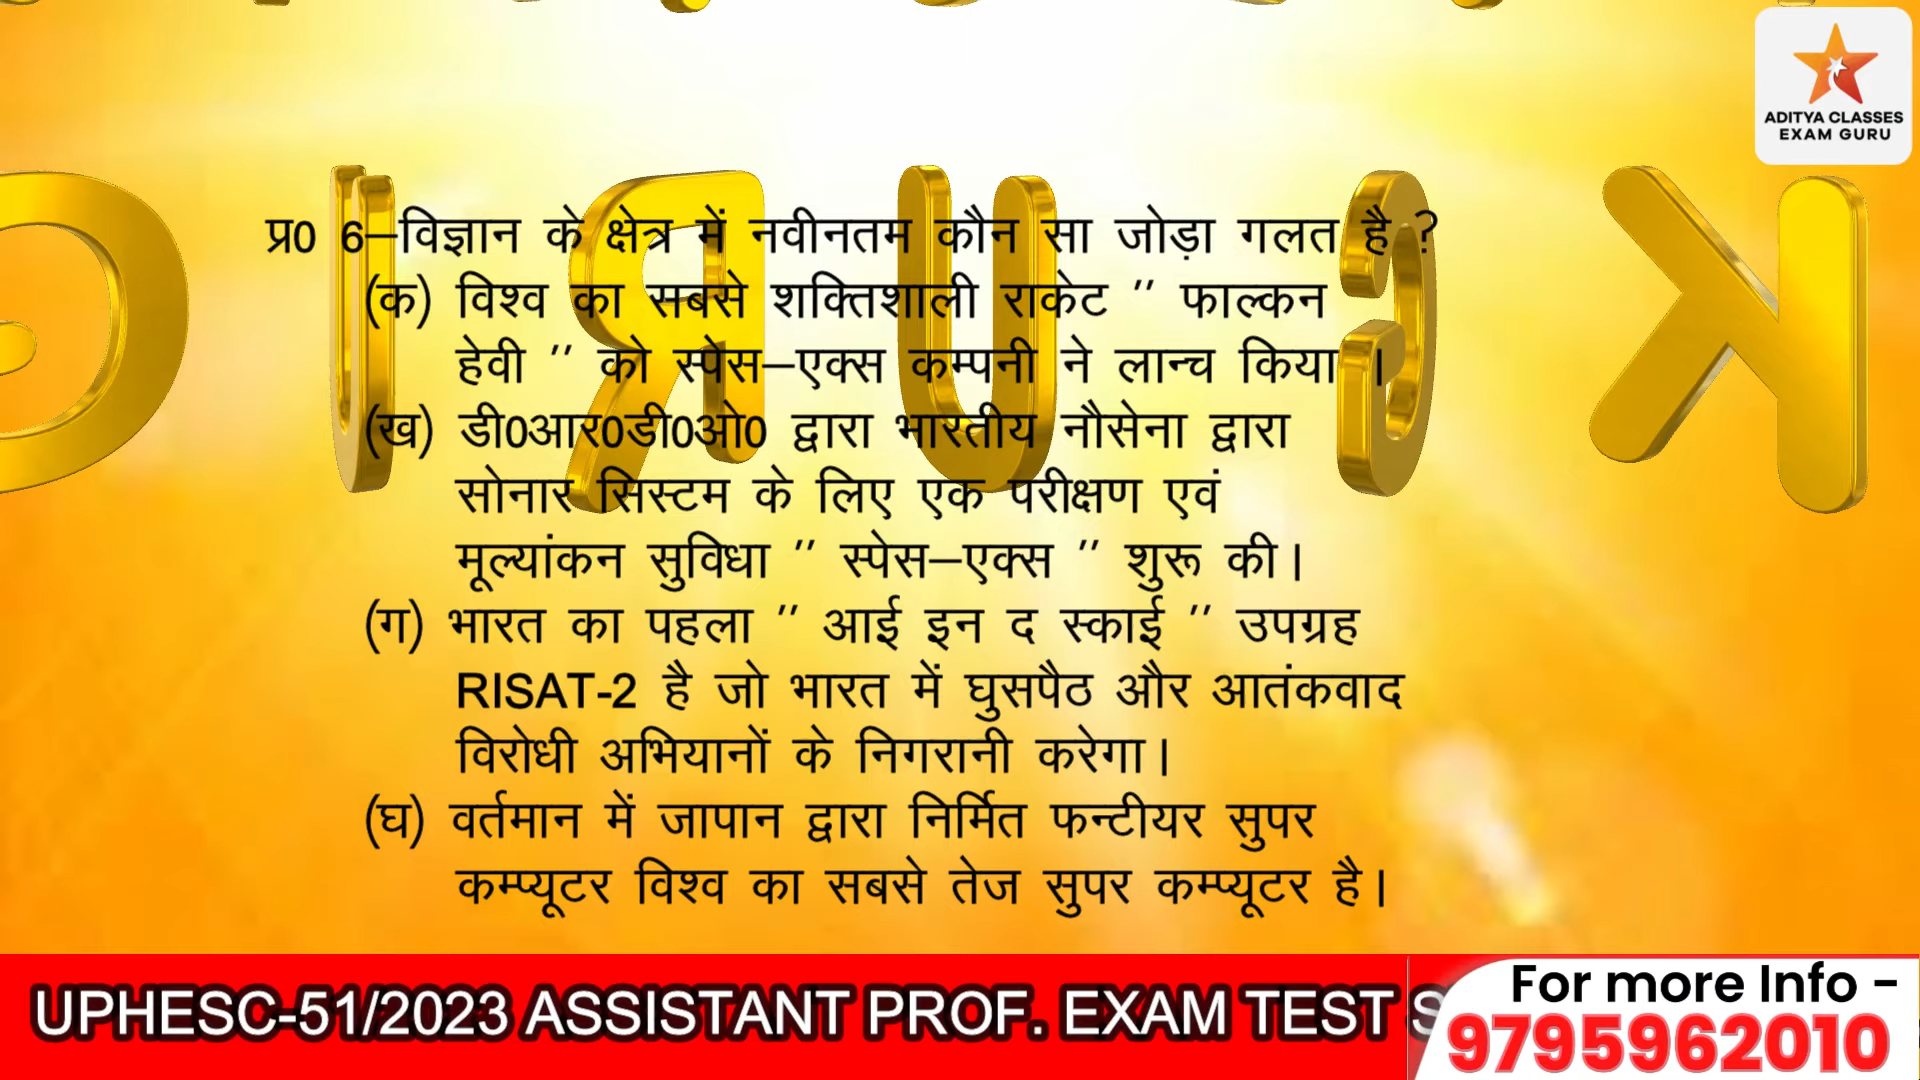 ADITYA CLASSES
EXAM GURU
प्र0 6–विज्ञान के क्षेत्र में नवीनतम कौन सा जोड़ा गलत है ?
(क) विश्व का सबसे शक्तिशाली राकेट '' फाल्कन
हेवी '' को स्पेस–एक्स कम्पनी ने लान्च किया ।
(ख) डी0आर0डी0ओ0 द्वारा भारतीय नौसेना द्वारा
सोनार सिस्टम के लिए एक परीक्षण एवं
मूल्यांकन सुविधा '' स्पेस–एक्स '' शुरू की।
(ग) भारत का पहला '' आई इन द स्काई '' उपग्रह
RISAT-2 है जो भारत में घुसपैठ और आतंकवाद
विरोधी अभियानों के निगरानी करेगा।
(घ) वर्तमान में जापान द्वारा निर्मित फन्टीयर सुपर
कम्प्यूटर विश्व का सबसे तेज सुपर कम्प्यूटर है।
UPHESC-51/2023 ASSISTANT PROF. EXAM TEST
For more Info -
9795962010